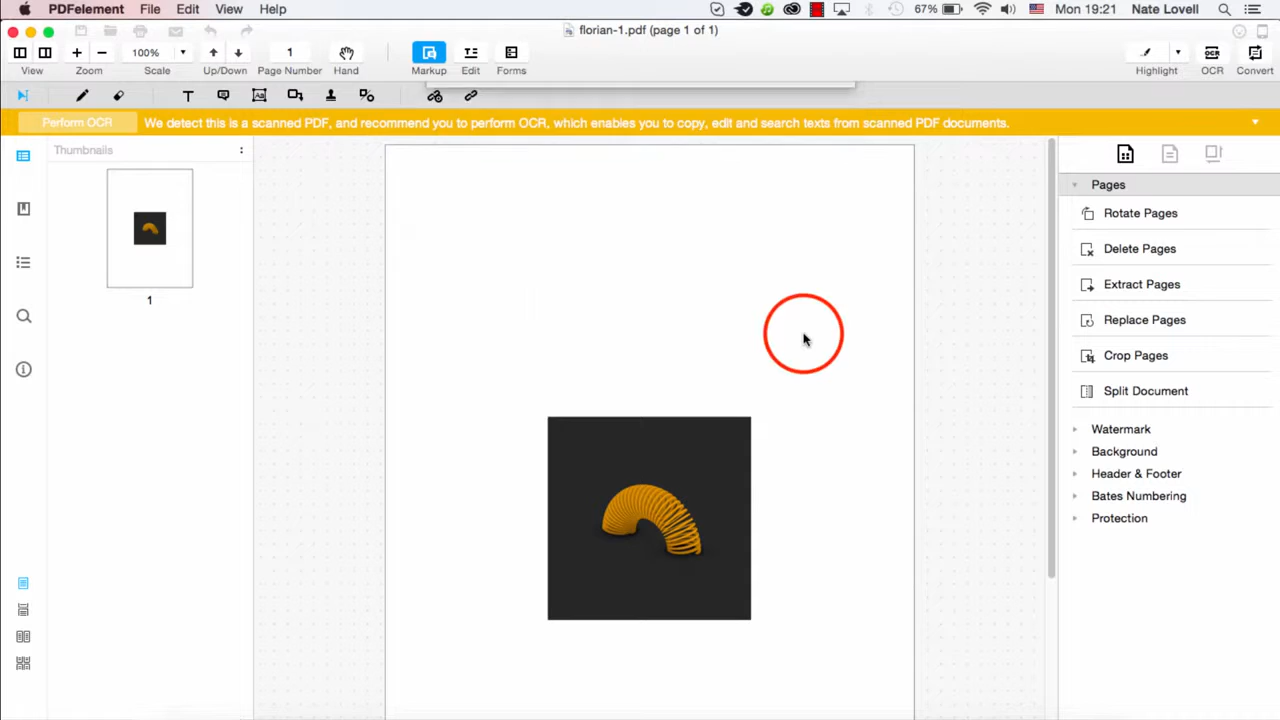 PDFelement File Edit View Help 67% Mon 19:21 Nate Lovell
florian-1.pdf (page 1 of 1)
100% 1
View Zoom Scale Up/Down Page Number Hand Markup Edit Forms Highlight OCR Convert
Perform OCR We detect this is a scanned PDF, and recommend you to perform OCR, which enables you to copy, edit and search texts from scanned PDF documents.
Thumbnails
1
Pages
Rotate Pages
Delete Pages
Extract Pages
Replace Pages
Crop Pages
Split Document
Watermark
Background
Header & Footer
Bates Numbering
Protection